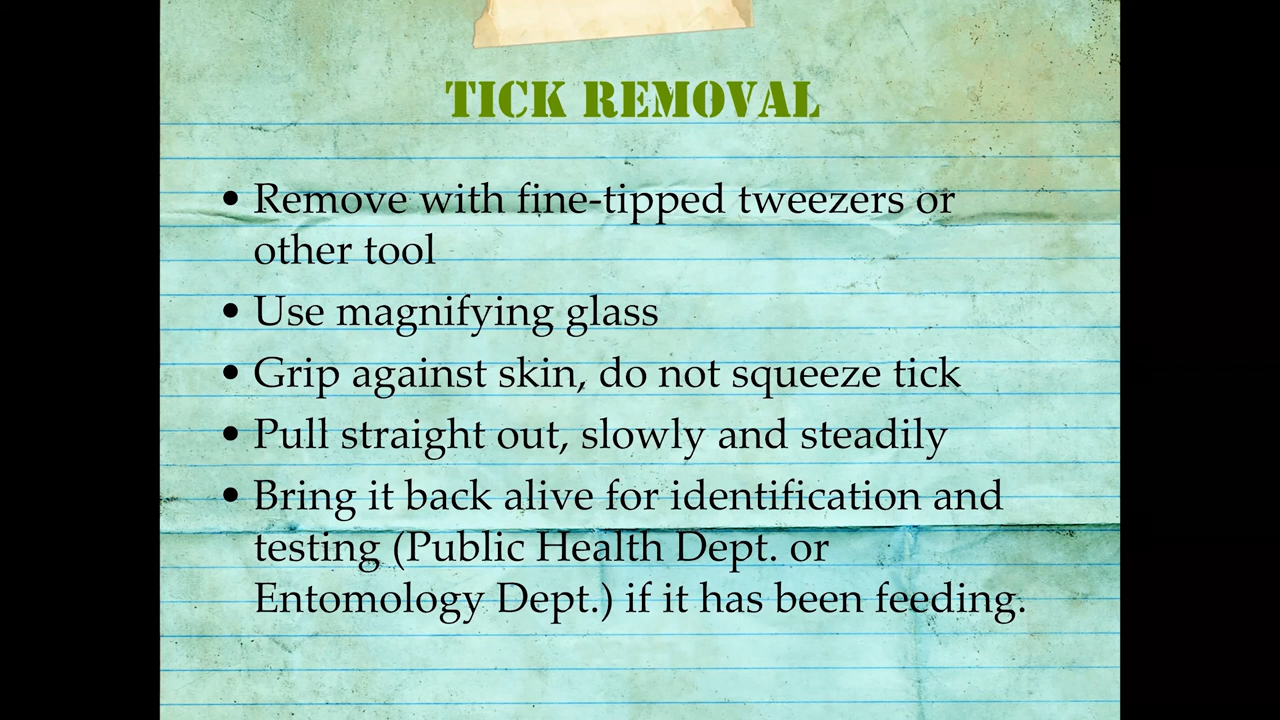 TICK REMOVAL
• Remove with fine-tipped tweezers or
other tool
• Use magnifying glass
• Grip against skin, do not squeeze tick
• Pull straight out, slowly and steadily
• Bring it back alive for identification and
testing (Public Health Dept. or
Entomology Dept.) if it has been feeding.